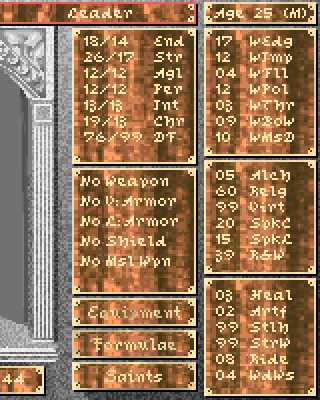 Leader
Age 25 (M)
18/14 End
26/17 Str
12/12 Agl
12/12 Per
13/13 Int
19/13 Chr
76/99 DF
17 WEdg
12 WImp
04 WFll
12 WPol
03 WThr
09 WBow
10 WMsD
No Weapon
No V:Armor
No L:Armor
No Shield
No Msl Wpn
05 Alch
60 Relg
99 Virt
20 SpkC
15 SpkL
39 R&W
Equipment
Formulae
Saints
03 Heal
02 Artf
99 Stlh
99 StrW
08 Ride
04 WdWs
44